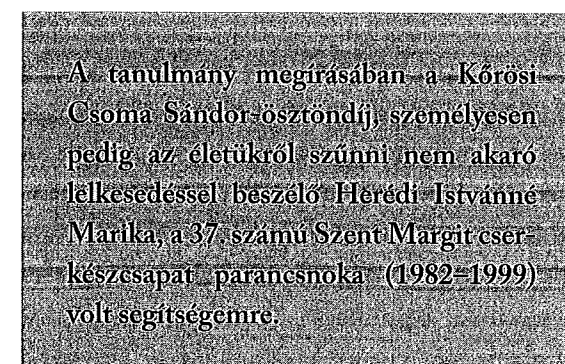 A tanulmány megírásában a Kőrösi
Csoma Sándor-ösztöndíj, személyesen
pedig az életükről szűnni nem akaró
lelkesedéssel beszélő Herédi Istvánné
Marika, a 37. számú Szent Margit cser-
készcsapat parancsnoka (1982–1999)
volt segítségemre.